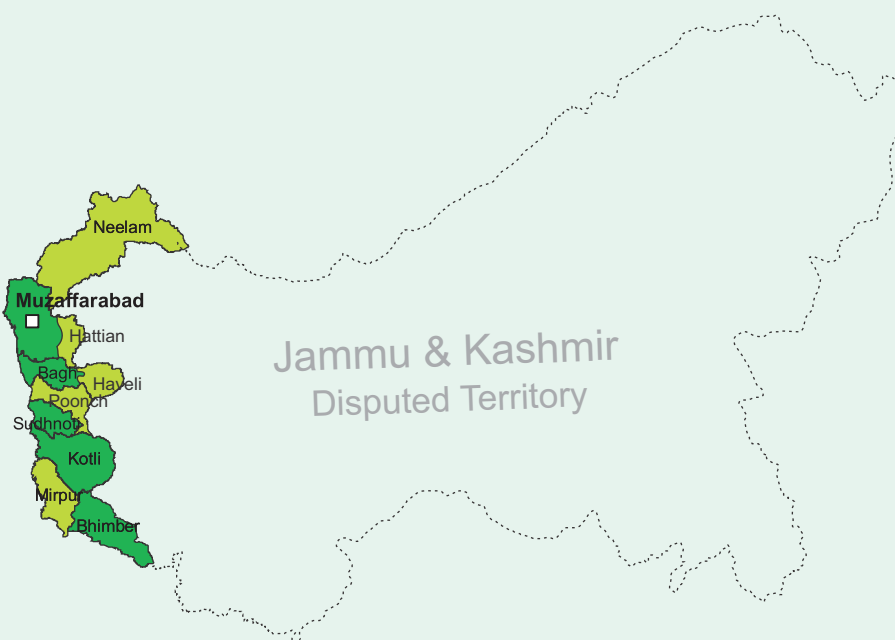 Neelam
Muzaffarabad
Hattian
Jammu & Kashmir
Disputed Territory
Bagh
Haveli
Poonch
Sudhnoti
Kotli
Mirpur
Bhimber